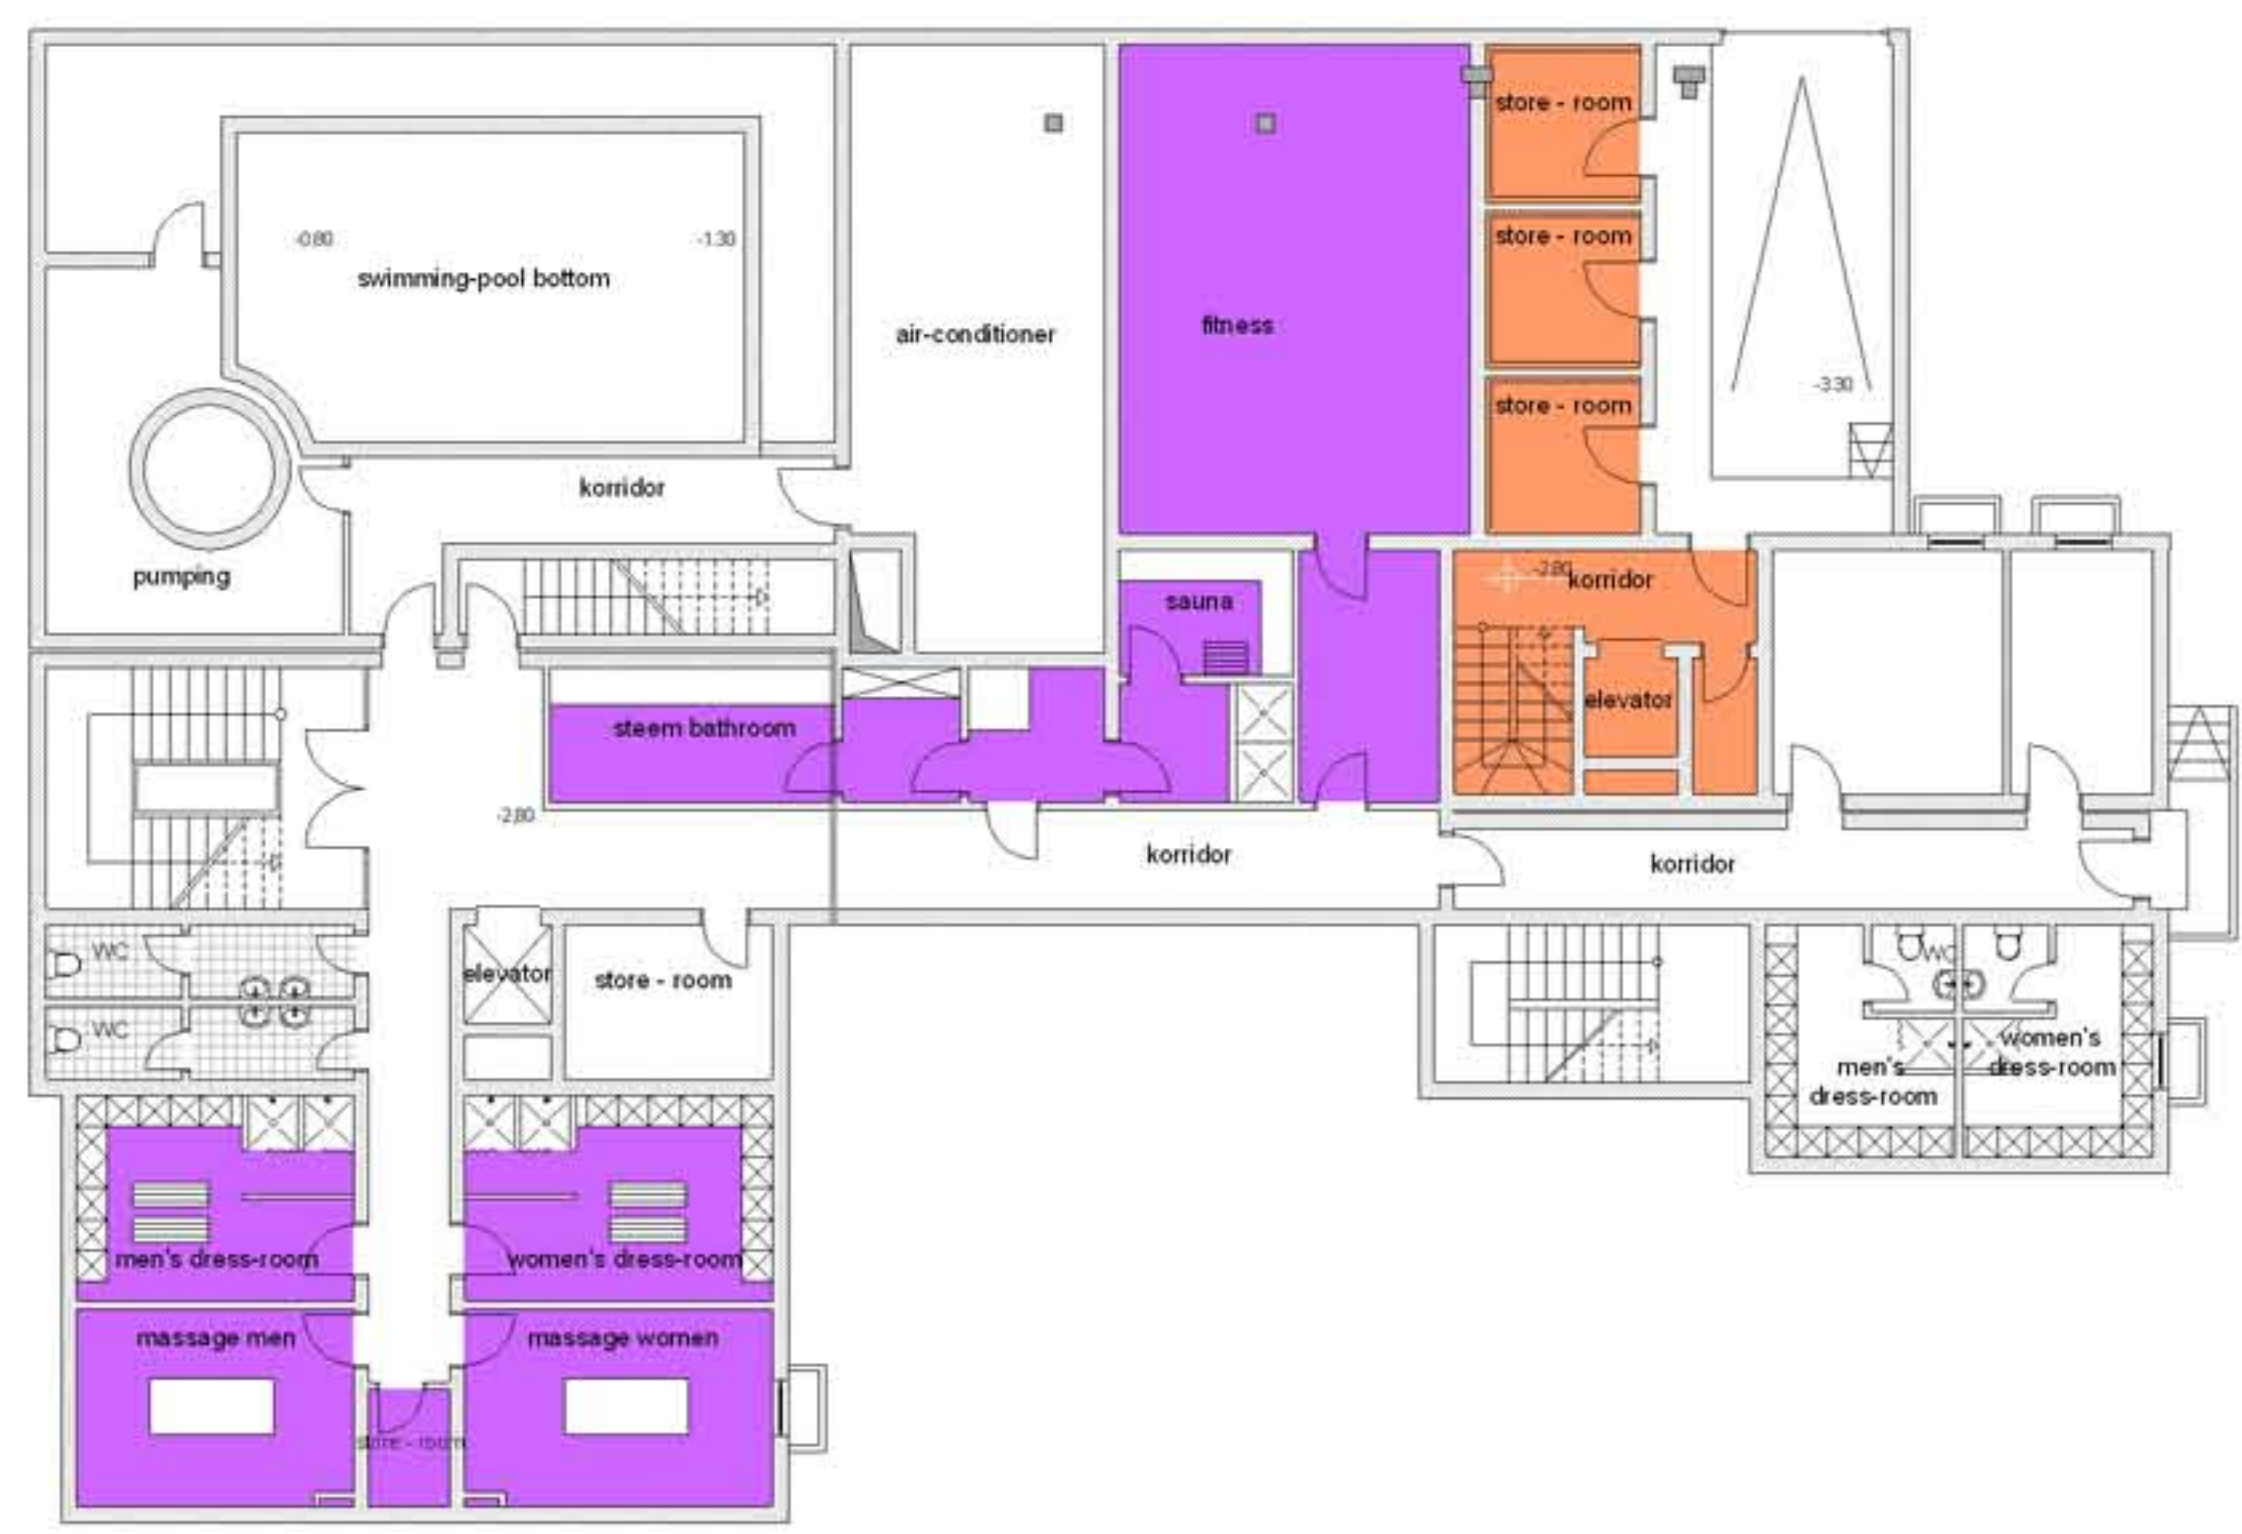 store - room
store - room
-0.80
-1.30
swimming-pool bottom
fitness
air-conditioner
-3.30
store - room
korridor
pumping
-2.80
korridor
sauna
elevator
steem bathroom
-2,80
korridor
korridor
WC
WC
elevator
store - room
WC
women's
dress-room
men's
dress-room
men's dress-room
women's dress-room
massage men
massage women
store - room